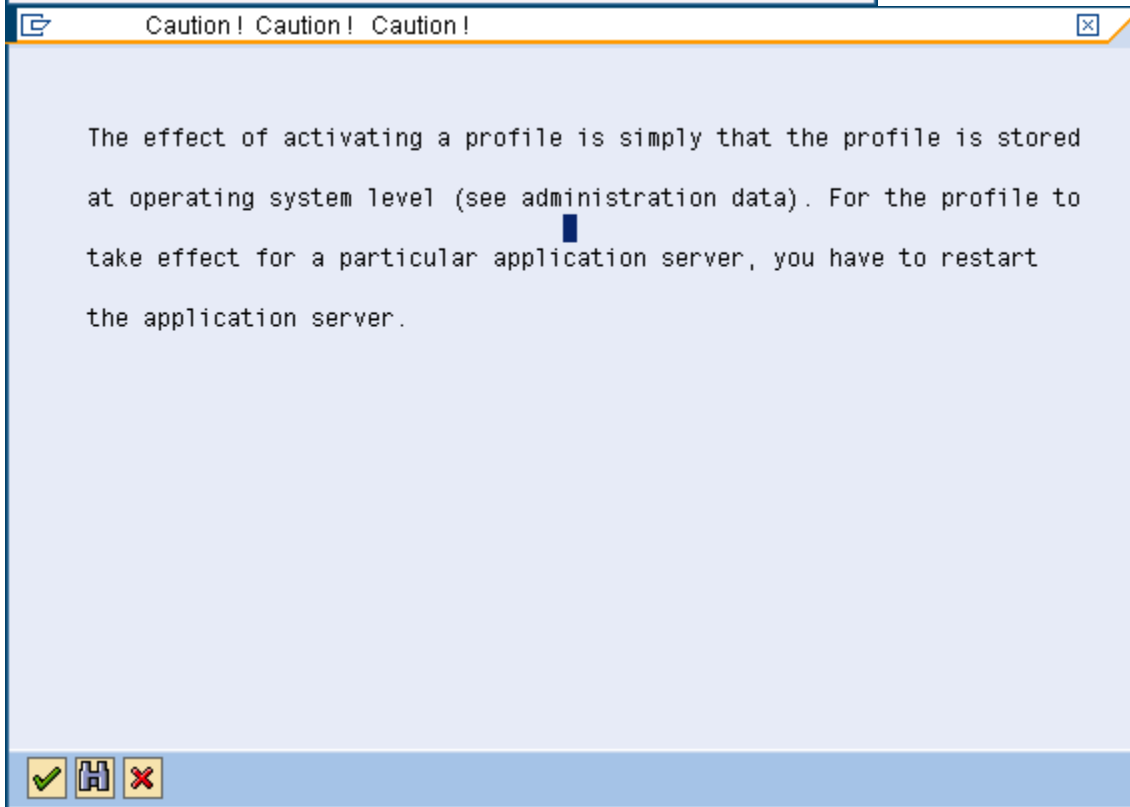 Caution ! Caution ! Caution !
The effect of activating a profile is simply that the profile is stored
at operating system level (see administration data). For the profile to
take effect for a particular application server, you have to restart
the application server.